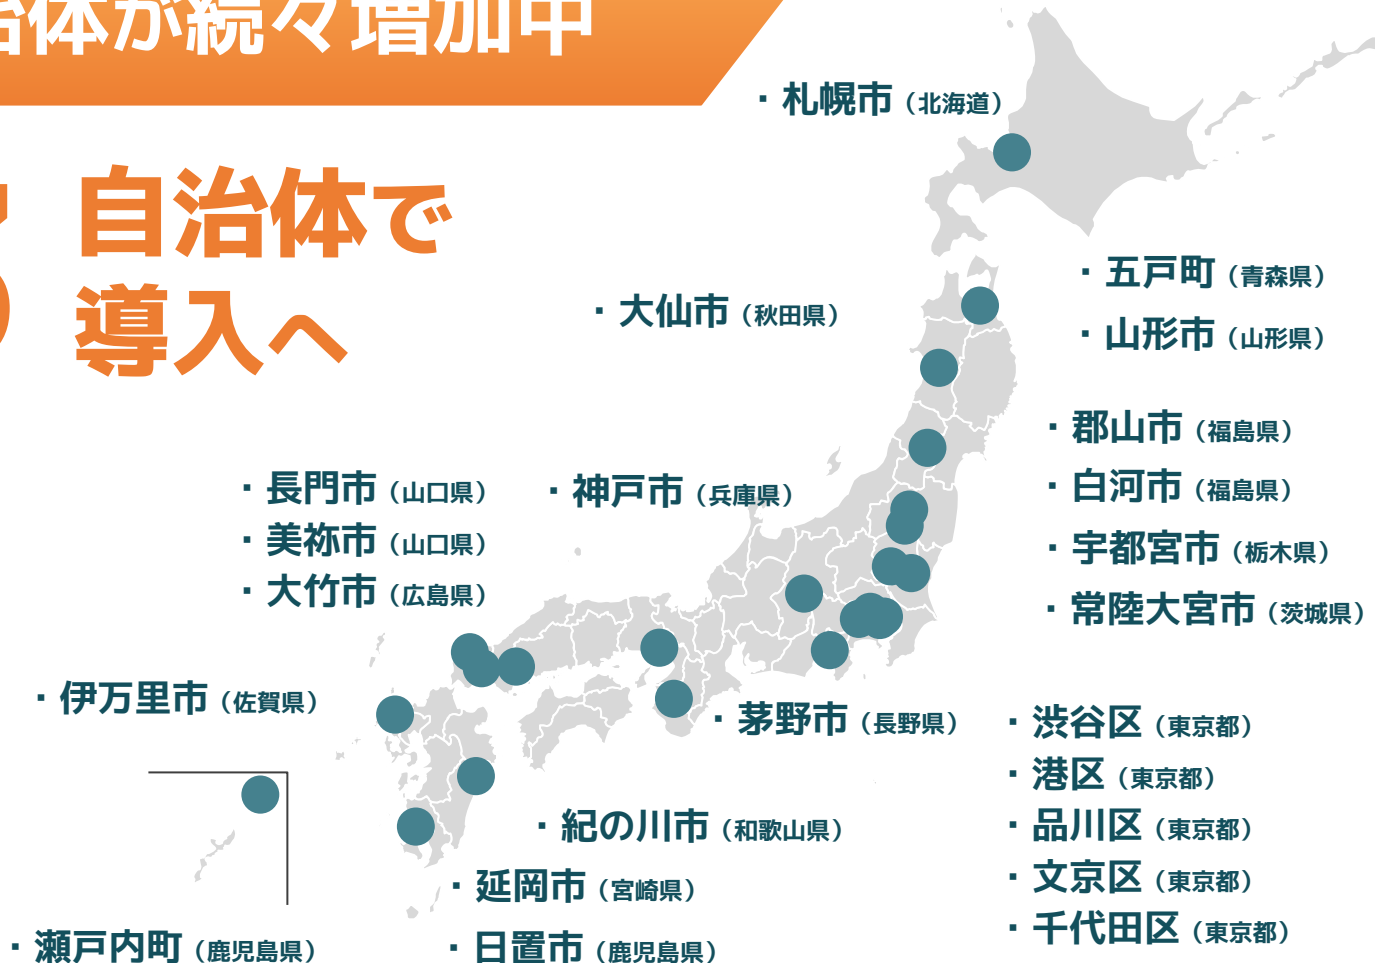 治体が続々増加中
自治体で
導入へ
・札幌市（北海道）
・五戸町（青森県）
・大仙市（秋田県）
・山形市（山形県）
・郡山市（福島県）
・白河市（福島県）
・宇都宮市（栃木県）
・常陸大宮市（茨城県）
・長門市（山口県）
・美祢市（山口県）
・大竹市（広島県）
・神戸市（兵庫県）
・伊万里市（佐賀県）
・茅野市（長野県）
・渋谷区（東京都）
・港区（東京都）
・品川区（東京都）
・文京区（東京都）
・千代田区（東京都）
・紀の川市（和歌山県）
・延岡市（宮崎県）
・日置市（鹿児島県）
・瀬戸内町（鹿児島県）